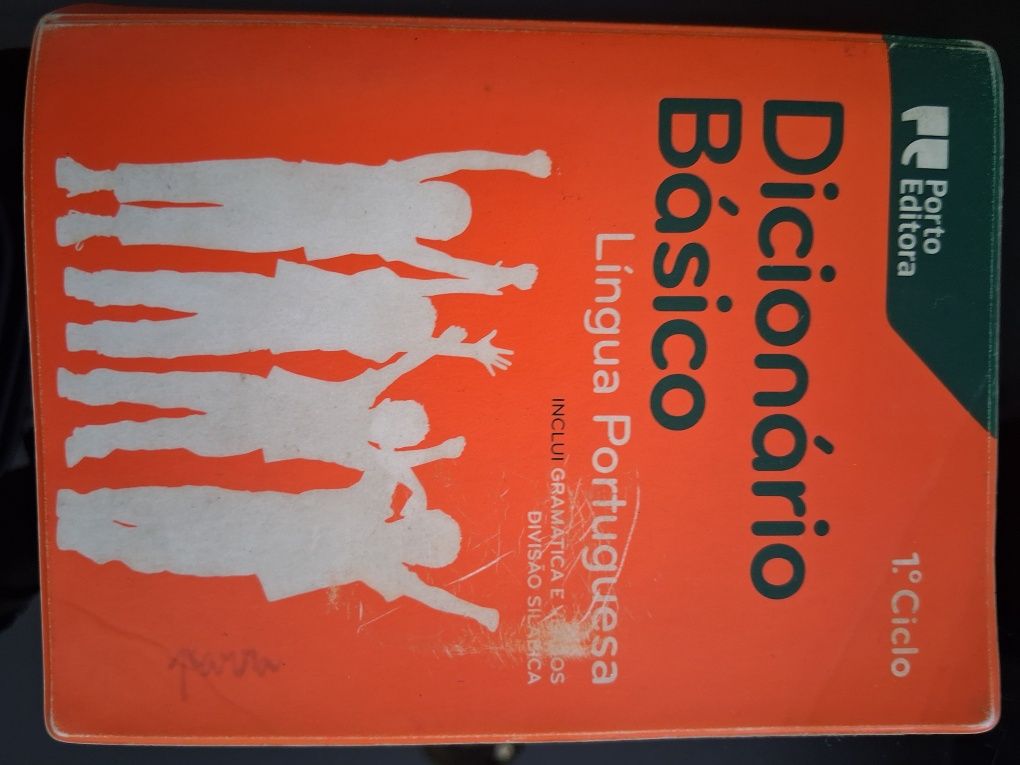 Porto
Editora
1.º Ciclo
Dicionário
Básico
Língua Portuguesa
INCLUI GRAMÁTICA E
DIVISÃO SILÁBICA